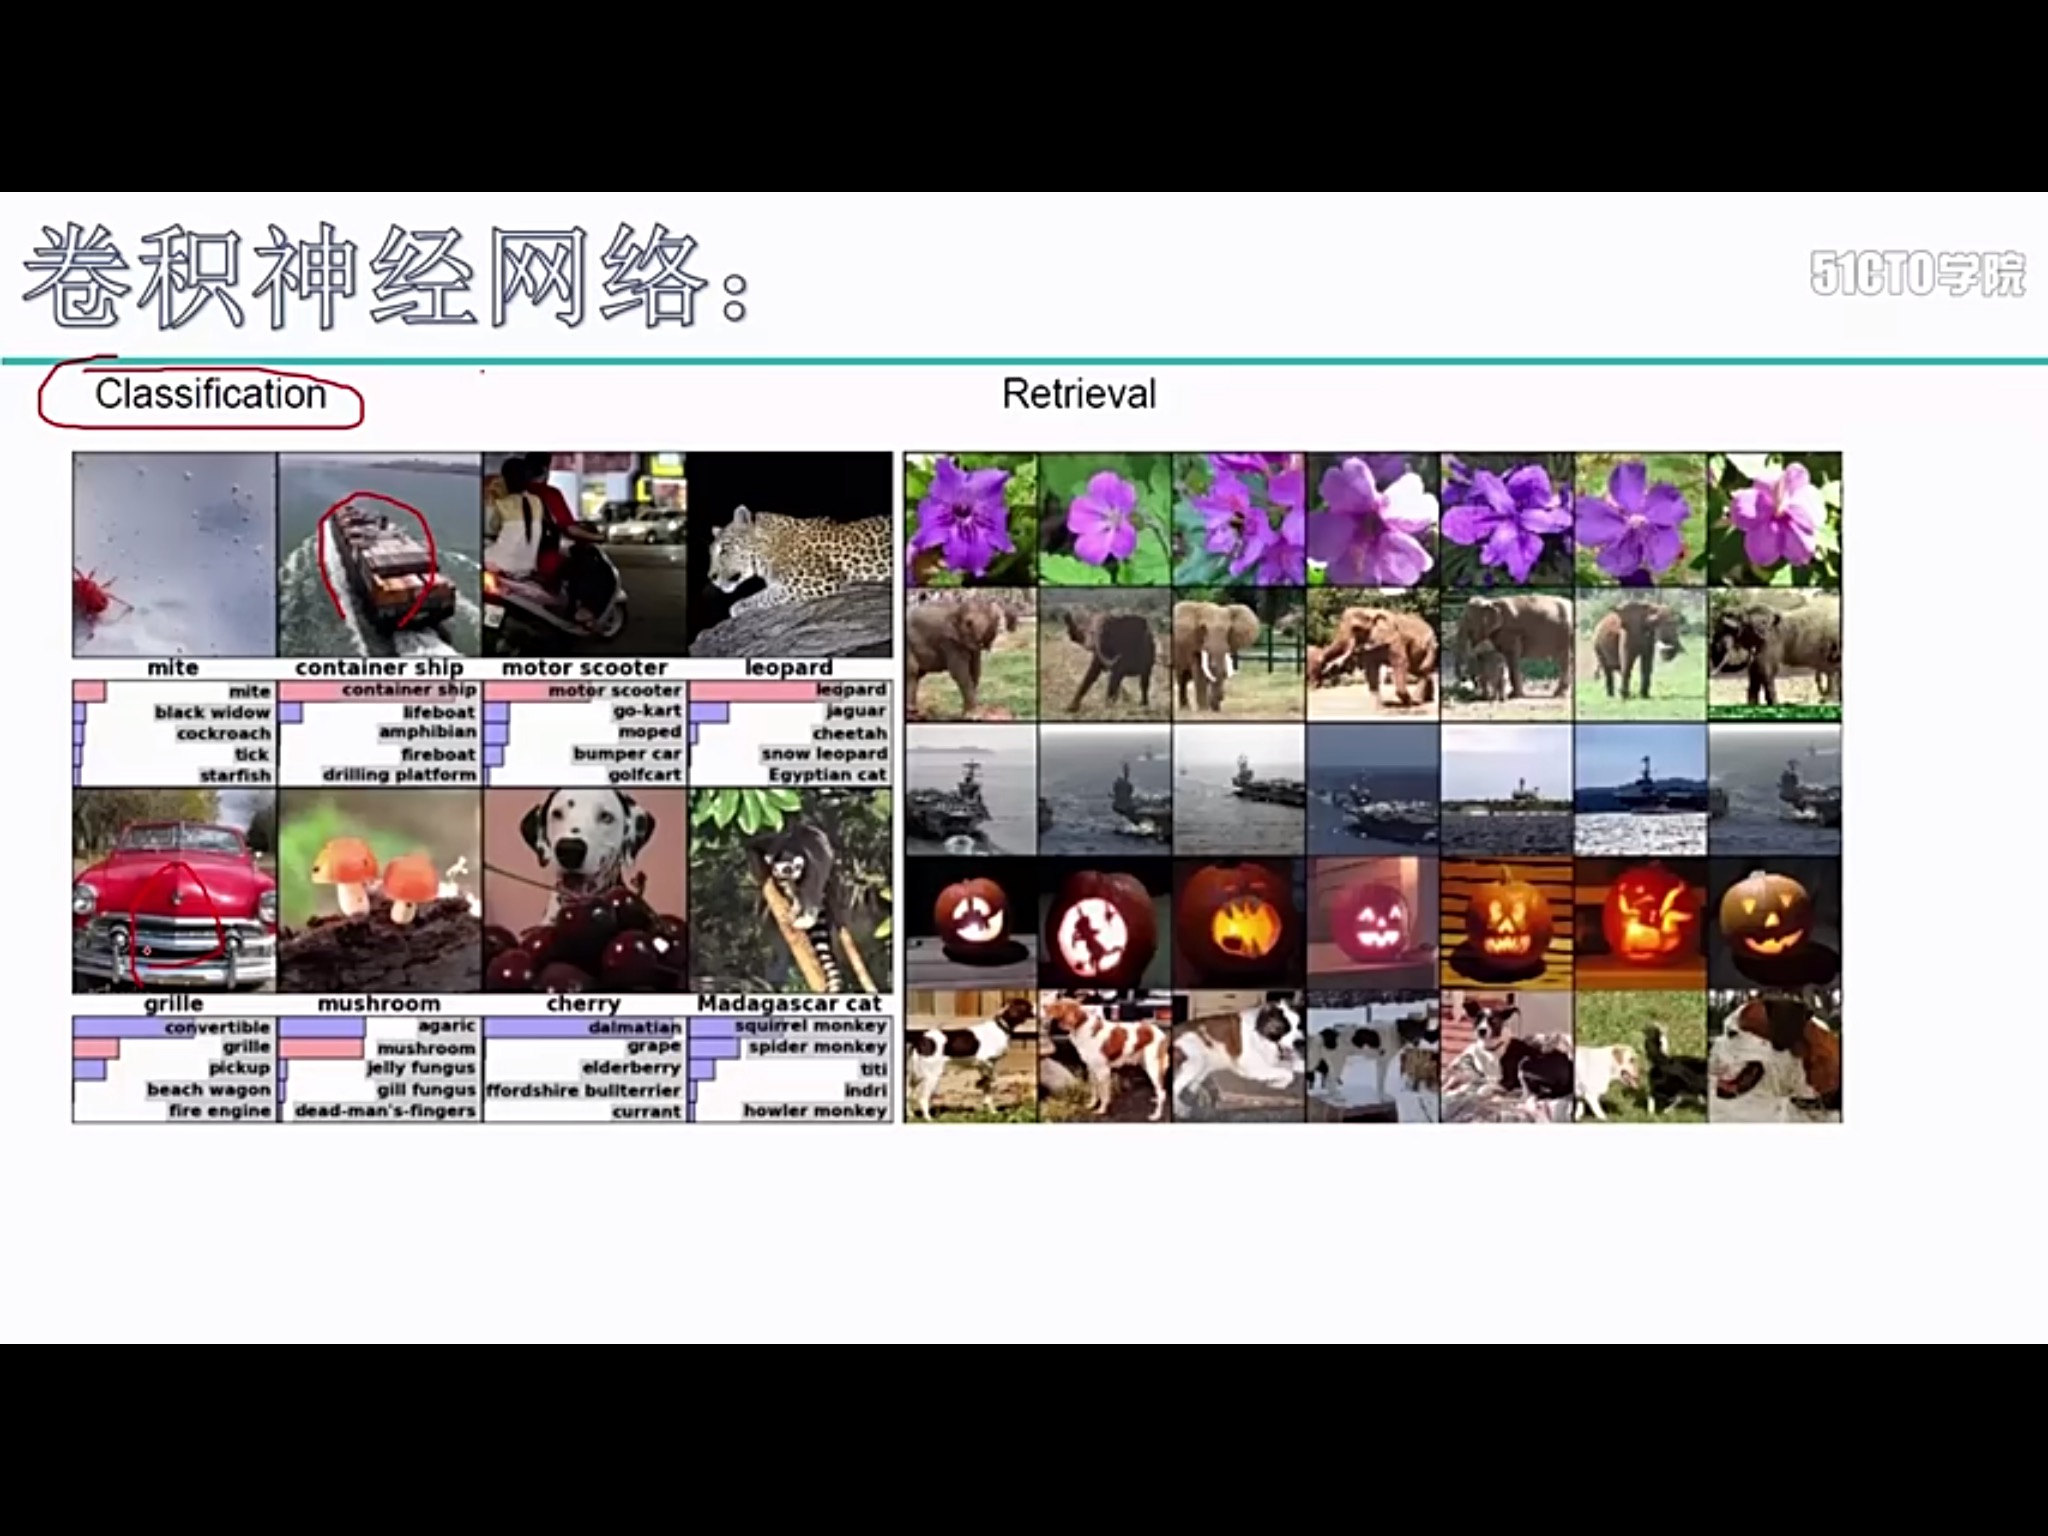 卷积神经网络：
51CTO学院
Classification
Retrieval
mite
container ship
motor scooter
leopard
mite
black widow
cockroach
tick
starfish
container ship
lifeboat
amphibian
fireboat
drilling platform
motor scooter
go-kart
moped
bumper car
golfcart
leopard
jaguar
cheetah
snow leopard
Egyptian cat
grille
mushroom
cherry
Madagascar cat
convertible
grille
pickup
beach wagon
fire engine
agaric
mushroom
jelly fungus
gill fungus
dead-man's-fingers
dalmatian
grape
elderberry
ffordshire bullterrier
currant
squirrel monkey
spider monkey
titi
indri
howler monkey